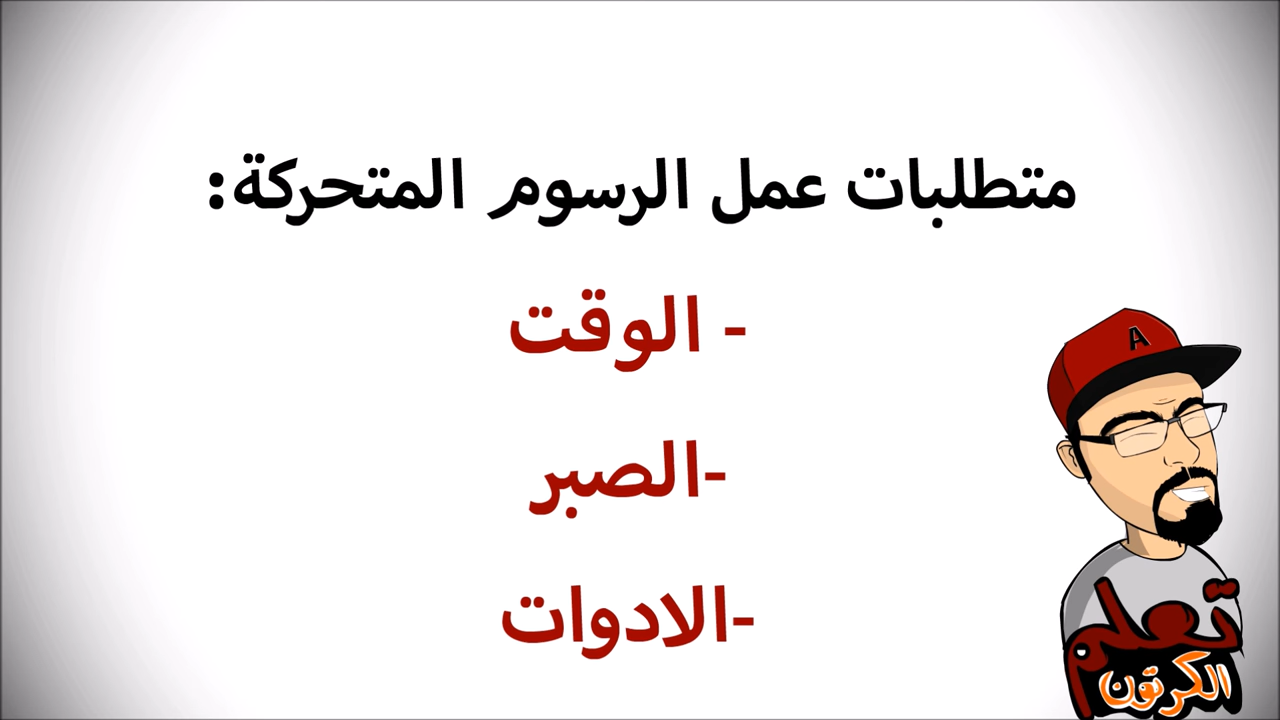 متطلبات عمل الرسوم المتحركة:
- الوقت
-الصبر
-الادوات
A
تعلم
الكرتون